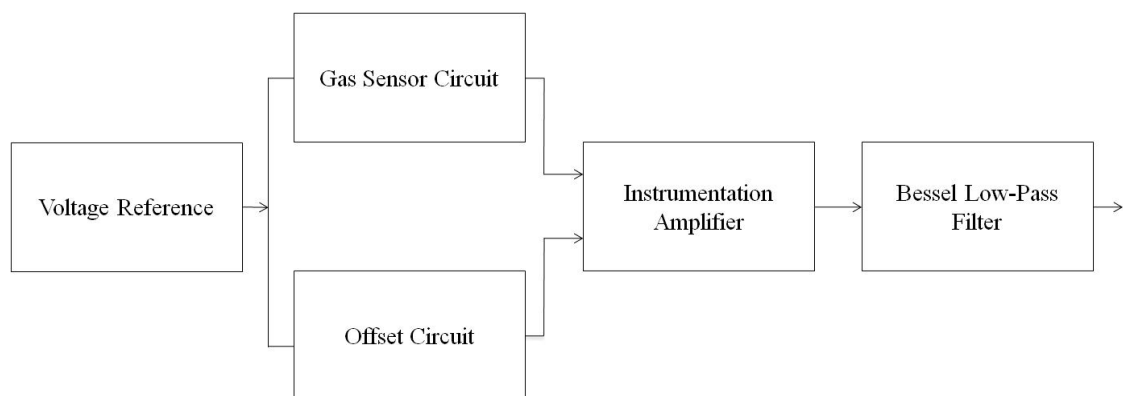 Gas Sensor Circuit
Voltage Reference
Instrumentation
Amplifier
Bessel Low-Pass
Filter
Offset Circuit